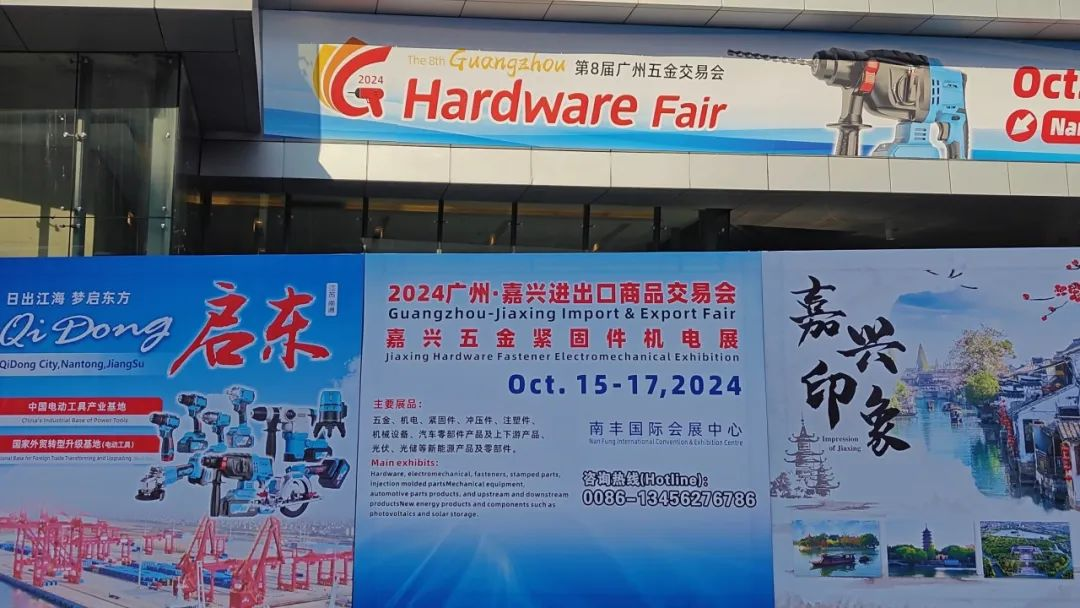 2024
The 8th Guangzhou 第8届广州五金交易会
Hardware Fair
Oct.
日出江海 梦启东方
Qi Dong
启东
QiDong City,Nantong,JiangSu
中国电动工具产业基地
China's Industrial Base of Power Tools
国家外贸转型升级基地(电动工具)
onal Base for Foreign Trade Transforming and Upgrading
2024广州·嘉兴进出口商品交易会
Guangzhou-Jiaxing Import & Export Fair
嘉兴五金紧固件机电展
Jiaxing Hardware Fastener Electromechanical Exhibition
Oct. 15-17,2024
主要展品：
五金、机电、紧固件、冲压件、注塑件、
机械设备、汽车零部件产品及上下游产品、
光伏、光储等新能源产品及零部件。
Main exhibits:
Hardware, electromechanical, fasteners, stamped parts,
injection molded partsMechanical equipment,
automotive parts products, and upstream and downstream
productsNew energy products and components such as
photovoltaics and solar storage.
南丰国际会展中心
Nan Fung International Convention & Exhibition Centre
咨询热线(Hotline):
0086-13456276786
嘉兴
印象
Impression
of Jiaxing